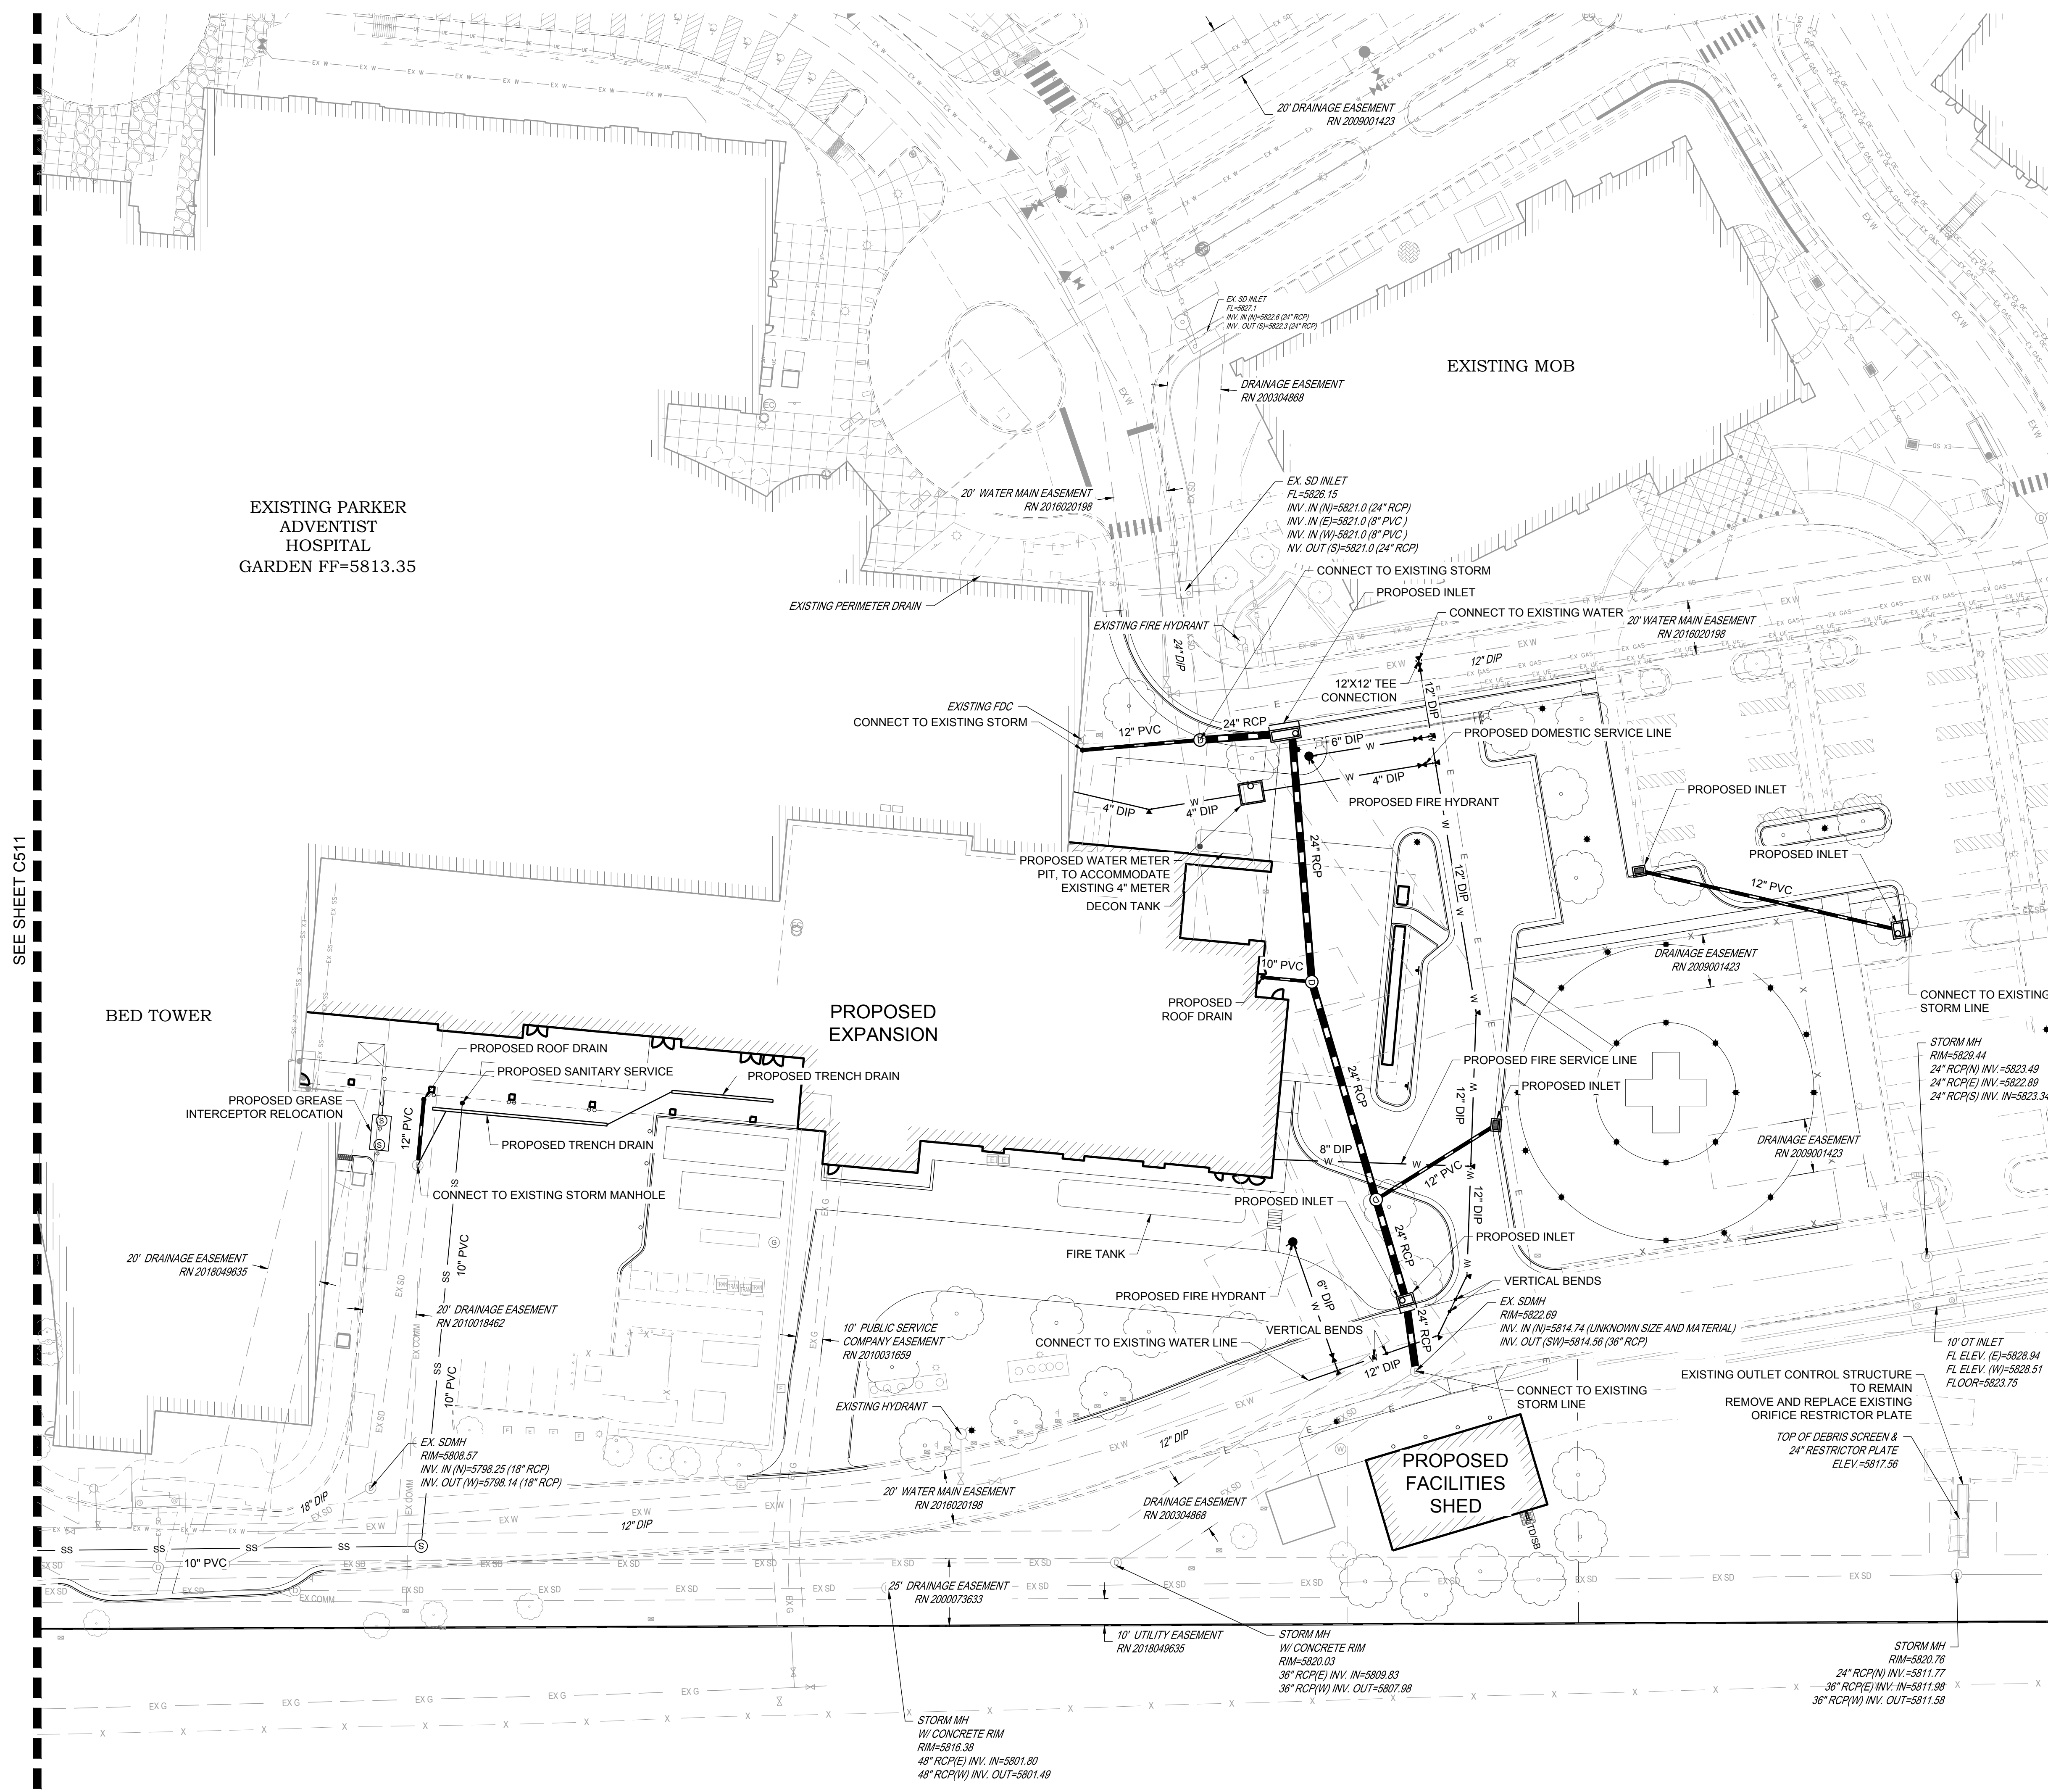 20' DRAINAGE EASEMENT
RN 2009001423
EX. SD INLET
FL=5827.1
INV. IN (N)=5822.6 (24" RCP)
INV . OUT (S)=5822.3 (24" RCP)
EXISTING MOB
DRAINAGE EASEMENT
RN 200304868
EXISTING PARKER
ADVENTIST
HOSPITAL
GARDEN FF=5813.35
20' WATER MAIN EASEMENT
RN 2016020198
EX. SD INLET
FL=5826.15
INV .IN (N)=5821.0 (24" RCP)
INV .IN (E)=5821.0 (8" PVC )
INV. IN (W)-5821.0 (8" PVC )
NV. OUT (S)=5821.0 (24" RCP)
CONNECT TO EXISTING STORM
PROPOSED INLET
CONNECT TO EXISTING WATER
EXISTING PERIMETER DRAIN
EXISTING FIRE HYDRANT
20' WATER MAIN EASEMENT
RN 2016020198
24" DIP
12" DIP
12'X12' TEE
CONNECTION
12" DIP
EXISTING FDC
CONNECT TO EXISTING STORM
12" PVC
24" RCP
6" DIP
PROPOSED DOMESTIC SERVICE LINE
4" DIP
4" DIP
4" DIP
PROPOSED FIRE HYDRANT
PROPOSED INLET
SEE SHEET C511
24" RCP
12" DIP
PROPOSED WATER METER
PIT, TO ACCOMMODATE
EXISTING 4" METER
DECON TANK
PROPOSED INLET
12" PVC
DRAINAGE EASEMENT
RN 2009001423
10" PVC
PROPOSED
ROOF DRAIN
CONNECT TO EXISTING
STORM LINE
BED TOWER
PROPOSED
EXPANSION
STORM MH
RIM=5829.44
24" RCP(N) INV.=5823.49
24" RCP(E) INV.=5822.89
24" RCP(S) INV. IN=5823.34
PROPOSED ROOF DRAIN
PROPOSED SANITARY SERVICE
PROPOSED TRENCH DRAIN
PROPOSED GREASE
INTERCEPTOR RELOCATION
12" PVC
PROPOSED TRENCH DRAIN
24" RCP
PROPOSED FIRE SERVICE LINE
PROPOSED INLET
12" DIP
8" DIP
12" PVC
DRAINAGE EASEMENT
RN 2009001423
CONNECT TO EXISTING STORM MANHOLE
PROPOSED INLET
12" DIP
24" RCP
PROPOSED INLET
FIRE TANK
20' DRAINAGE EASEMENT
RN 2018049635
10" PVC
PROPOSED FIRE HYDRANT
6" DIP
VERTICAL BENDS
20' DRAINAGE EASEMENT
RN 2010018462
EX. SDMH
RIM=5822.69
INV. IN (N)=5814.74 (UNKNOWN SIZE AND MATERIAL)
INV. OUT (SW)=5814.56 (36" RCP)
10' PUBLIC SERVICE
COMPANY EASEMENT
RN 2010031659
CONNECT TO EXISTING WATER LINE
VERTICAL BENDS
24" RCP
12" DIP
10' OT INLET
FL ELEV. (E)=5828.94
FL ELEV. (W)=5828.51
FLOOR=5823.75
EXISTING OUTLET CONTROL STRUCTURE
TO REMAIN
REMOVE AND REPLACE EXISTING
ORIFICE RESTRICTOR PLATE
CONNECT TO EXISTING
STORM LINE
10" PVC
EXISTING HYDRANT
TOP OF DEBRIS SCREEN &
24" RESTRICTOR PLATE
ELEV.=5817.56
EX. SDMH
RIM=5808.57
INV. IN (N)=5798.25 (18" RCP)
INV. OUT (W)=5798.14 (18" RCP)
12" DIP
PROPOSED
FACILITIES
SHED
18" DIP
20' WATER MAIN EASEMENT
RN 2016020198
DRAINAGE EASEMENT
RN 200304868
12" DIP
TD/SB
10" PVC
25' DRAINAGE EASEMENT
RN 2000073633
10' UTILITY EASEMENT
RN 2018049635
STORM MH
W/ CONCRETE RIM
RIM=5820.03
36" RCP(E) INV. IN=5809.83
36" RCP(W) INV. OUT=5807.98
STORM MH
RIM=5820.76
24" RCP(N) INV.=5811.77
36" RCP(E) INV. IN=5811.98
36" RCP(W) INV. OUT=5811.58
STORM MH
W/ CONCRETE RIM
RIM=5816.38
48" RCP(E) INV. IN=5801.80
48" RCP(W) INV. OUT=5801.49